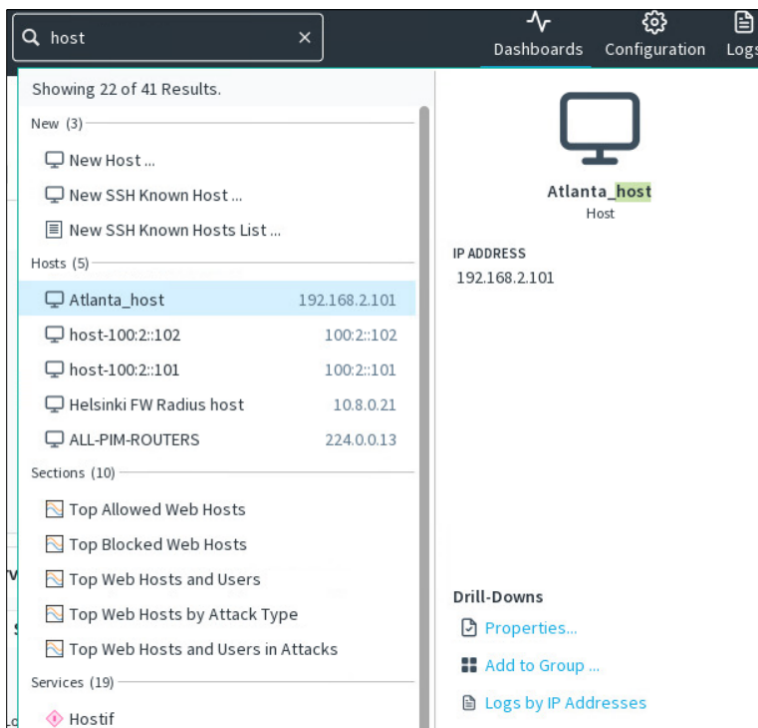 host
Dashboards
Configuration
Logs
Showing 22 of 41 Results.
New (3)
New Host ...
New SSH Known Host ...
New SSH Known Hosts List ...
Hosts (5)
Atlanta_host 192.168.2.101
host-100:2::102 100:2::102
host-100:2::101 100:2::101
Helsinki FW Radius host 10.8.0.21
ALL-PIM-ROUTERS 224.0.0.13
Sections (10)
Top Allowed Web Hosts
Top Blocked Web Hosts
Top Web Hosts and Users
Top Web Hosts by Attack Type
Top Web Hosts and Users in Attacks
Services (19)
Hostif
Atlanta_host
Host
IP ADDRESS
192.168.2.101
Drill-Downs
Properties...
Add to Group ...
Logs by IP Addresses